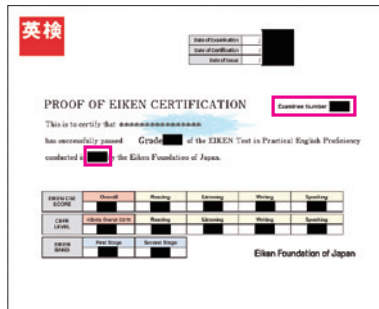 英検
Date of Examination
Date of Certification
Date of Issue
PROOF OF EIKEN CERTIFICATION
Examinee Number
This is to certify that ****************
has successfully passed Grade of the EIKEN Test in Practical English Proficiency
conducted in by the Eiken Foundation of Japan.
EIKEN CSE SCORE Overall Reading Listening Writing Speaking
CEFR LEVEL Reading Listening Writing Speaking
EIKEN BAND First Stage Second Stage
Eiken Foundation of Japan